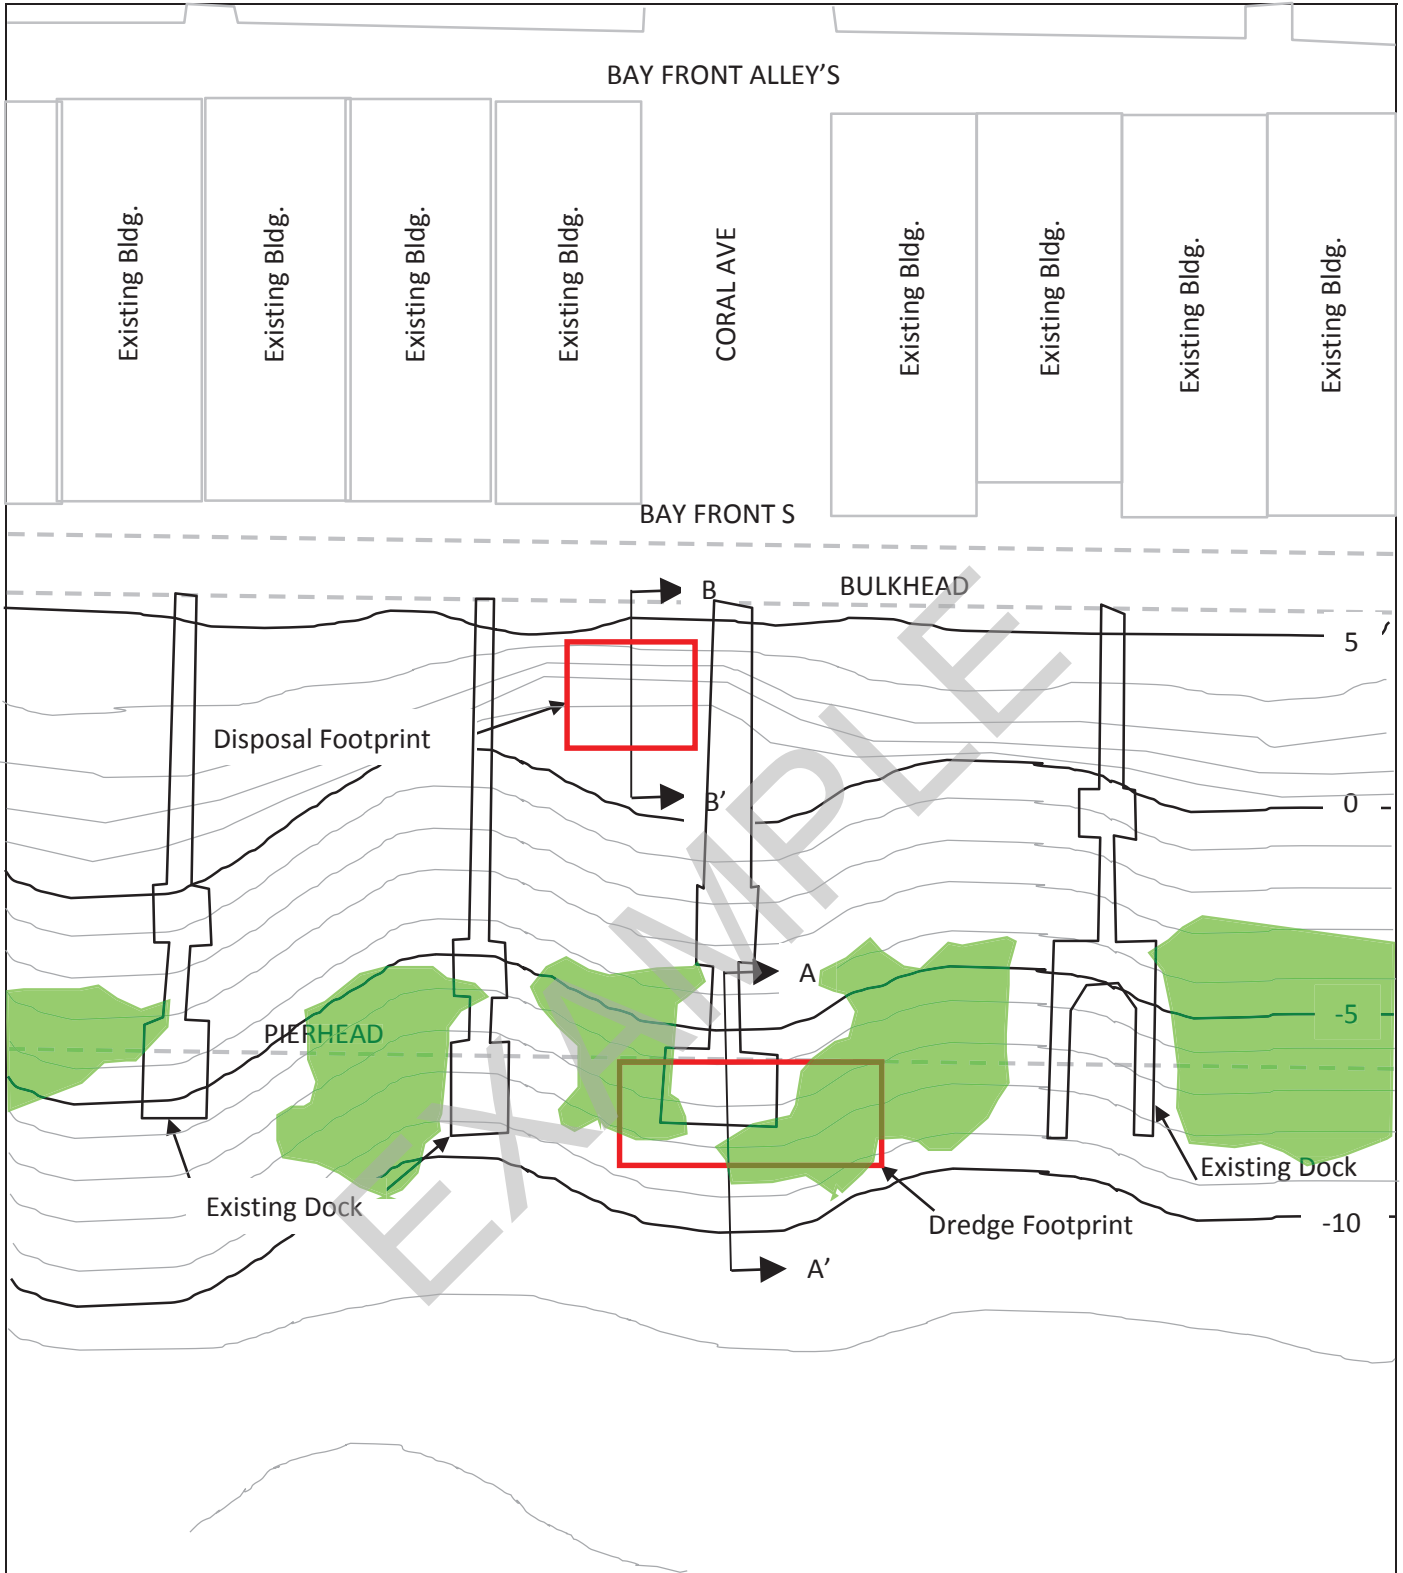 BAY FRONT ALLEY'S
Existing Bldg.
Existing Bldg.
Existing Bldg.
Existing Bldg.
CORAL AVE
Existing Bldg.
Existing Bldg.
Existing Bldg.
Existing Bldg.
BAY FRONT S
BULKHEAD
B
5
Disposal Footprint
B'
0
A
-5
PIERHEAD
Existing Dock
Existing Dock
Dredge Footprint
-10
A'
EXAMPLE